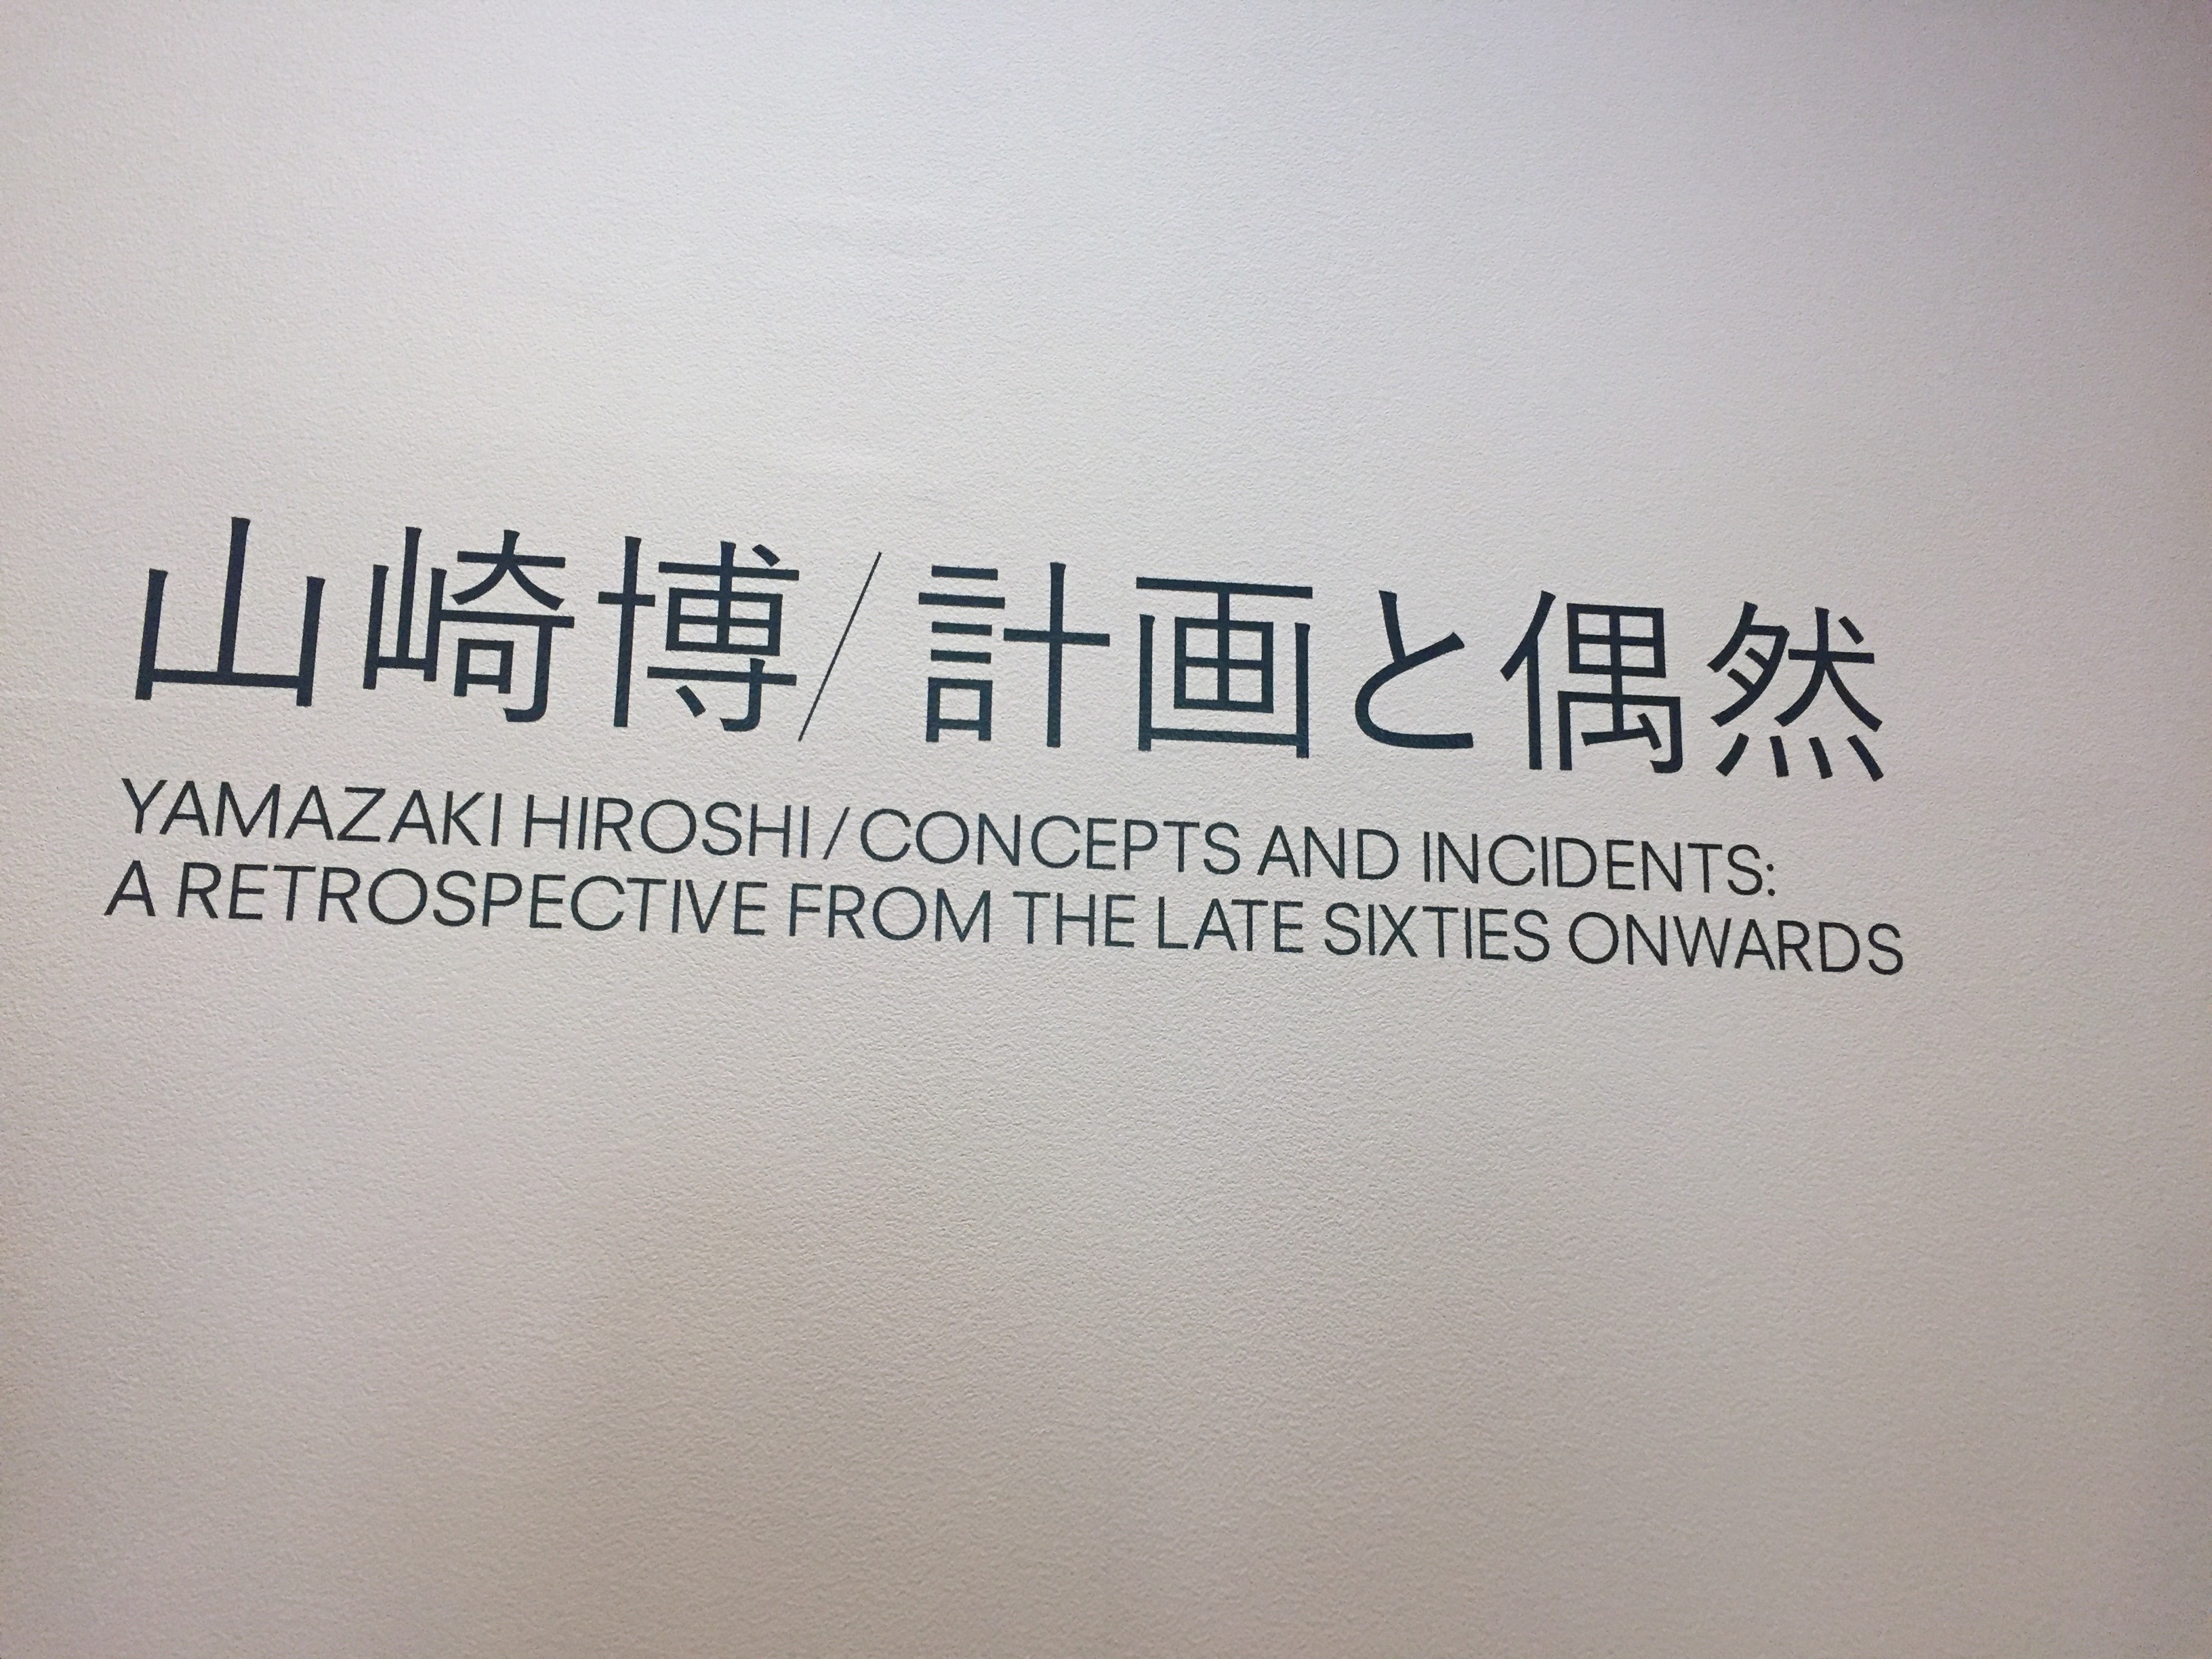 山崎博/計画と偶然
YAMAZAKI HIROSHI/CONCEPTS AND INCIDENTS:
A RETROSPECTIVE FROM THE LATE SIXTIES ONWARDS